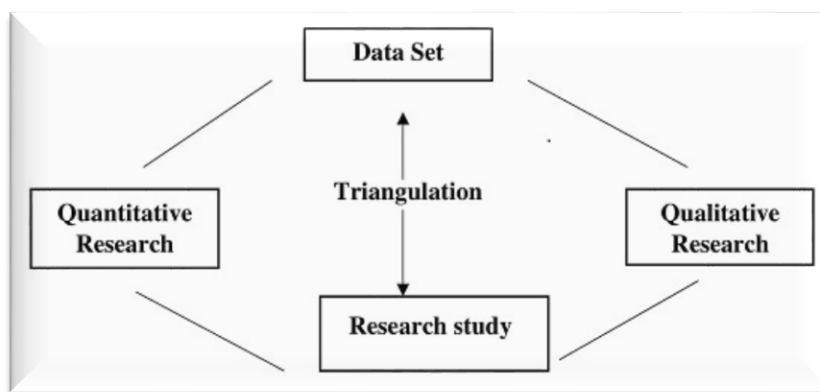 Data Set
Triangulation
Quantitative
Research
Qualitative
Research
Research study